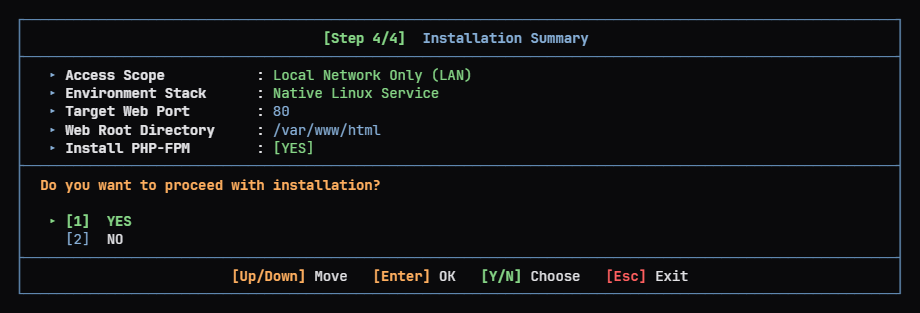 [Step 4/4]  Installation Summary
▸ Access Scope           : Local Network Only (LAN)
▸ Environment Stack      : Native Linux Service
▸ Target Web Port        : 80
▸ Web Root Directory     : /var/www/html
▸ Install PHP-FPM        : [YES]
Do you want to proceed with installation?
▸ [1]  YES
[2]  NO
[Up/Down] Move   [Enter] OK   [Y/N] Choose   [Esc] Exit